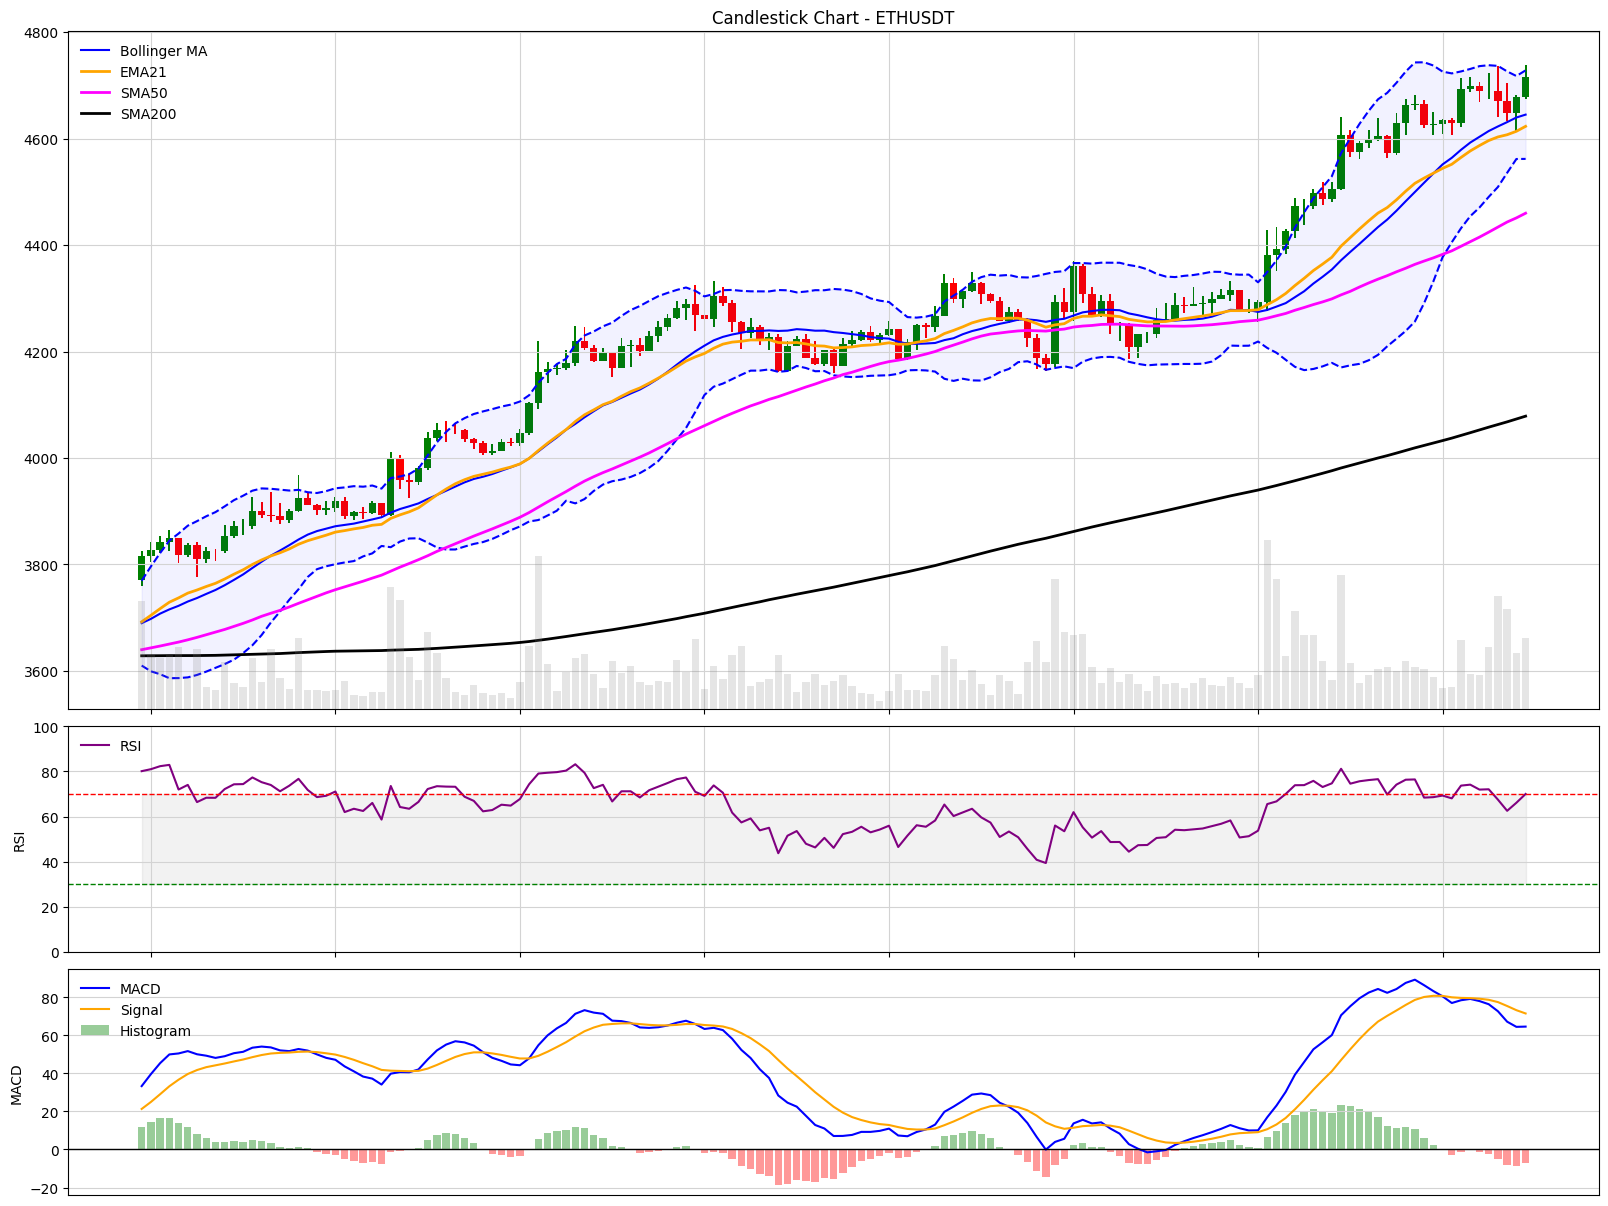 Candlestick Chart - ETHUSDT
4800
Bollinger MA
EMA21
SMA50
SMA200
4600
4400
4200
4000
3800
3600
100
RSI
80
60
RSI
40
20
0
MACD
80
Signal
Histogram
60
40
MACD
20
0
−20